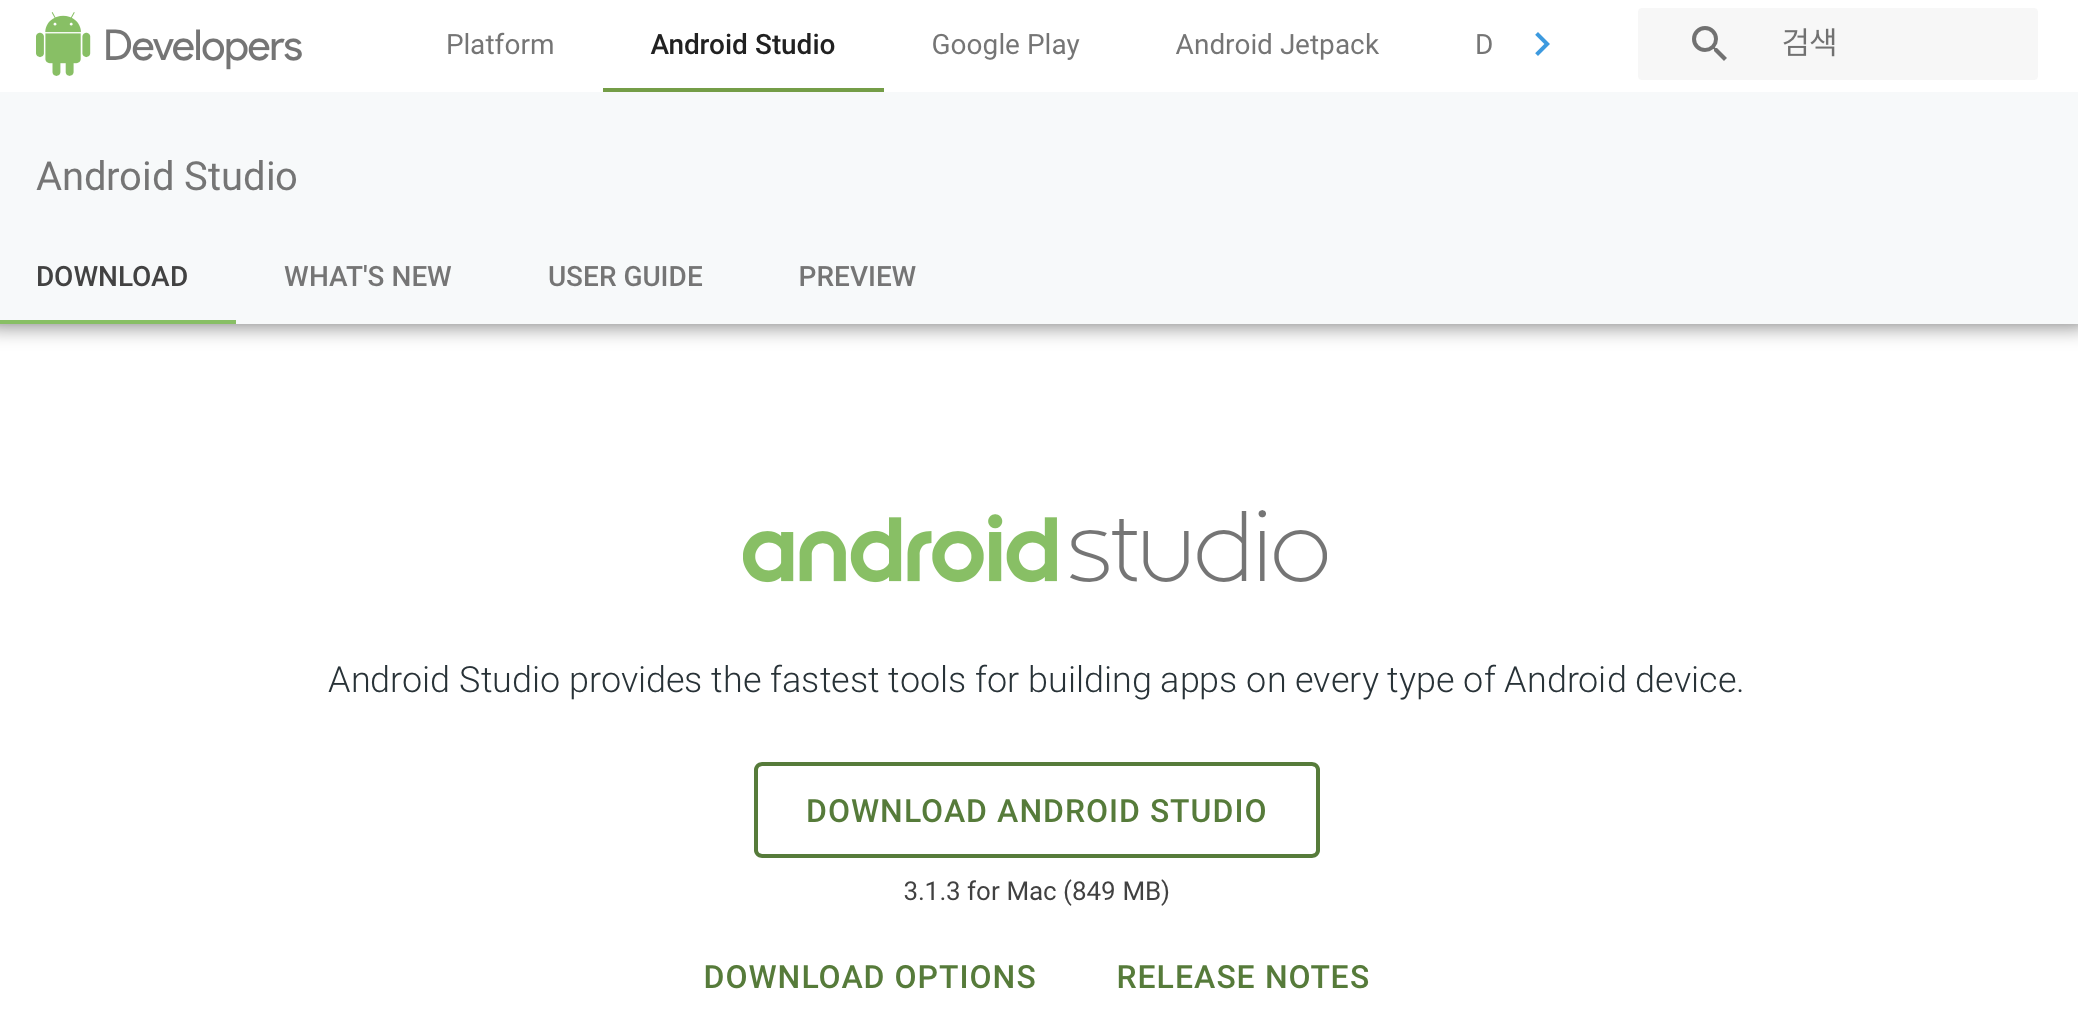 Developers Platform Android Studio Google Play Android Jetpack D 검색
Android Studio
DOWNLOAD WHAT'S NEW USER GUIDE PREVIEW
androidstudio
Android Studio provides the fastest tools for building apps on every type of Android device.
DOWNLOAD ANDROID STUDIO
3.1.3 for Mac (849 MB)
DOWNLOAD OPTIONS RELEASE NOTES